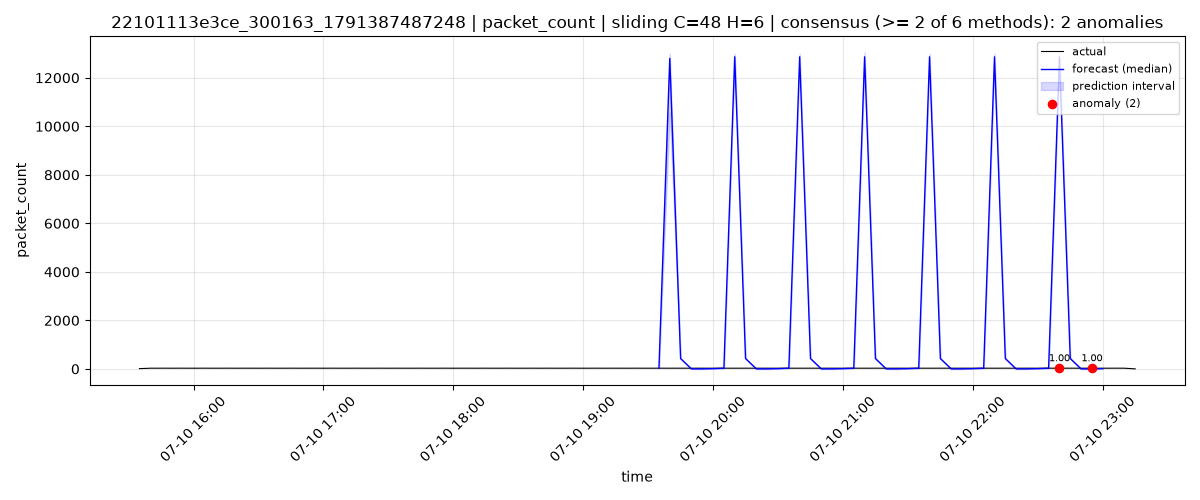 22101113e3ce_300163_1791387487248 | packet_count | sliding C=48 H=6 | consensus (>= 2 of 6 methods): 2 anomalies
actual
forecast (median)
prediction interval
anomaly (2)
packet_count
12000
10000
8000
6000
4000
2000
0
1.00 1.00
07-10 16:00
07-10 17:00
07-10 18:00
07-10 19:00
07-10 20:00
07-10 21:00
07-10 22:00
07-10 23:00
time